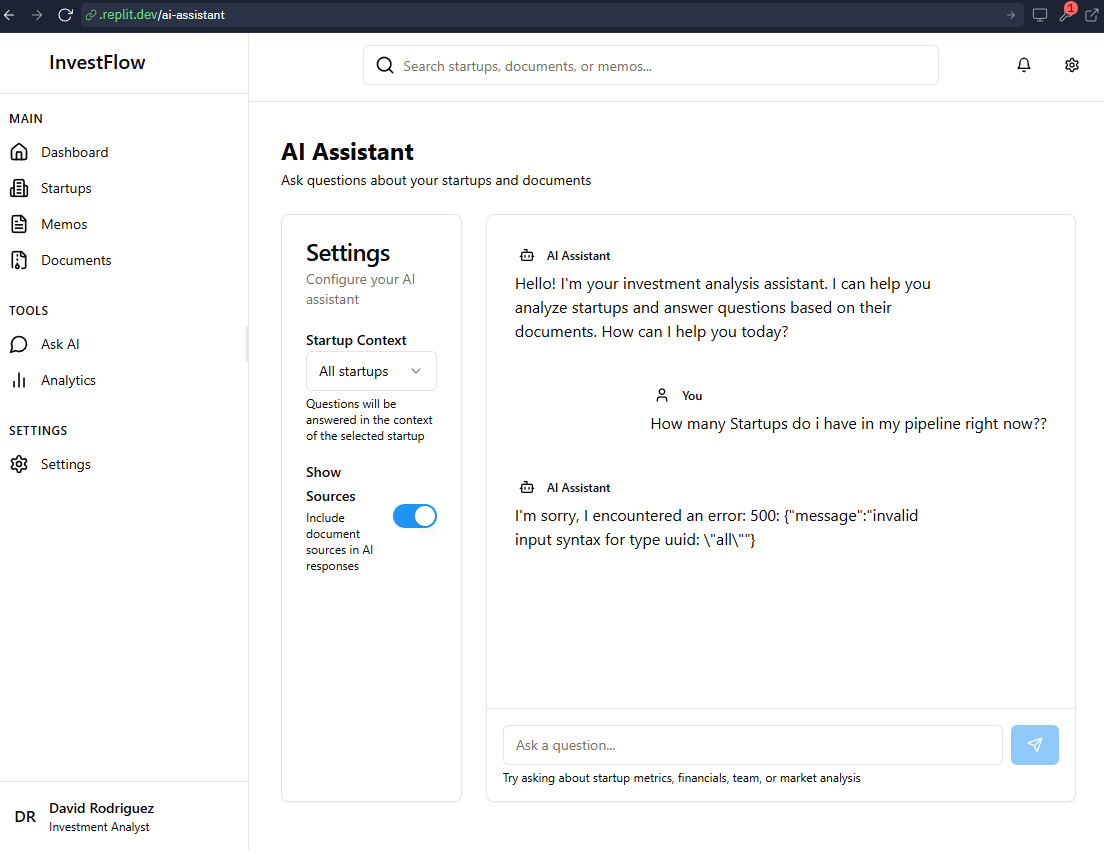 .replit.dev/ai-assistant
1
InvestFlow
Search startups, documents, or memos...
MAIN
Dashboard
Startups
Memos
Documents
TOOLS
Ask AI
Analytics
SETTINGS
Settings
DR
David Rodriguez
Investment Analyst
AI Assistant
Ask questions about your startups and documents
Settings
Configure your AI
assistant
Startup Context
All startups
Questions will be
answered in the context
of the selected startup
Show
Sources
Include
document
sources in AI
responses
AI Assistant
Hello! I'm your investment analysis assistant. I can help you
analyze startups and answer questions based on their
documents. How can I help you today?
You
How many Startups do i have in my pipeline right now??
AI Assistant
I'm sorry, I encountered an error: 500: {"message":"invalid
input syntax for type uuid: \"all\""}
Ask a question...
Try asking about startup metrics, financials, team, or market analysis